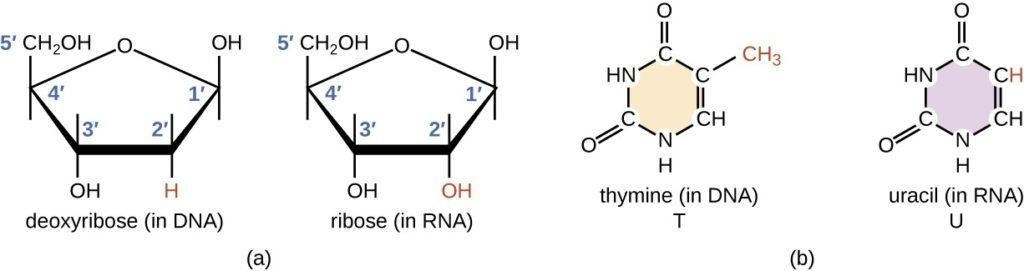 5′ CH₂OH O OH
4′ 1′
3′ 2′
OH H
deoxyribose (in DNA)
5′ CH₂OH O OH
4′ 1′
3′ 2′
OH OH
ribose (in RNA)
(a)
O
C CH₃
HN C
C CH
O N
H
thymine (in DNA)
T
O
C
HN CH
C CH
O N
H
uracil (in RNA)
U
(b)